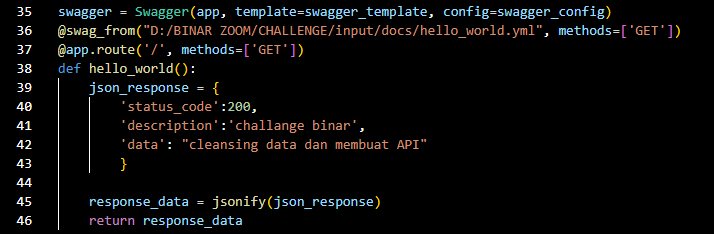 35 swagger = Swagger(app, template=swagger_template, config=swagger_config)
36 @swag_from("D:/BINAR ZOOM/CHALLENGE/input/docs/hello_world.yml", methods=['GET'])
37 @app.route('/', methods=['GET'])
38 def hello_world():
39     json_response = {
40         'status_code':200,
41         'description':'challange binar',
42         'data': "cleansing data dan membuat API"
43         }
44
45     response_data = jsonify(json_response)
46     return response_data